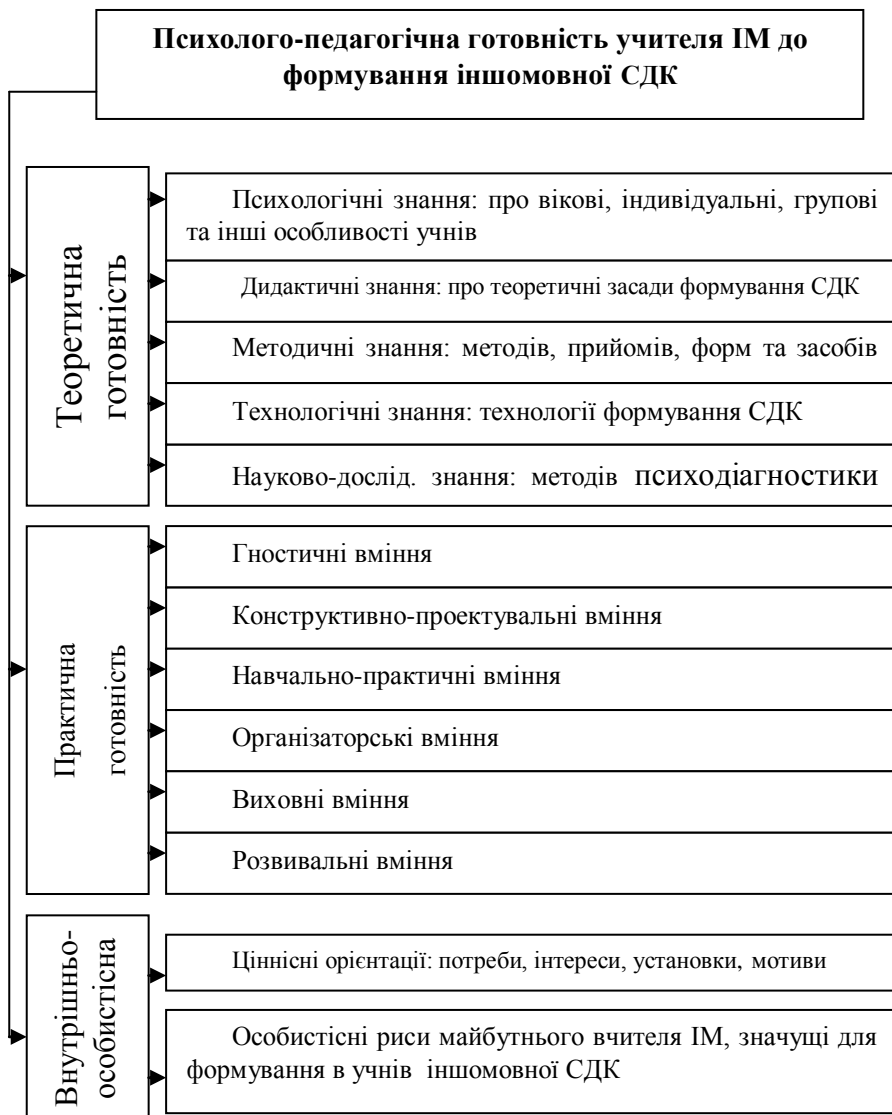 Психолого-педагогічна готовність учителя ІМ до
формування іншомовної СДК
Теоретична
готовність
Психологічні знання: про вікові, індивідуальні, групові
та інші особливості учнів
Дидактичні знання: про теоретичні засади формування СДК
Методичні знання: методів, прийомів, форм та засобів
Технологічні знання: технології формування СДК
Науково-дослід. знання: методів психодіагностики
Практична
готовність
Гностичні вміння
Конструктивно-проектувальні вміння
Навчально-практичні вміння
Організаторські вміння
Виховні вміння
Розвивальні вміння
Внутрішньо-
особистісна
Ціннісні орієнтації: потреби, інтереси, установки, мотиви
Особистісні риси майбутнього вчителя ІМ, значущі для
формування в учнів іншомовної СДК